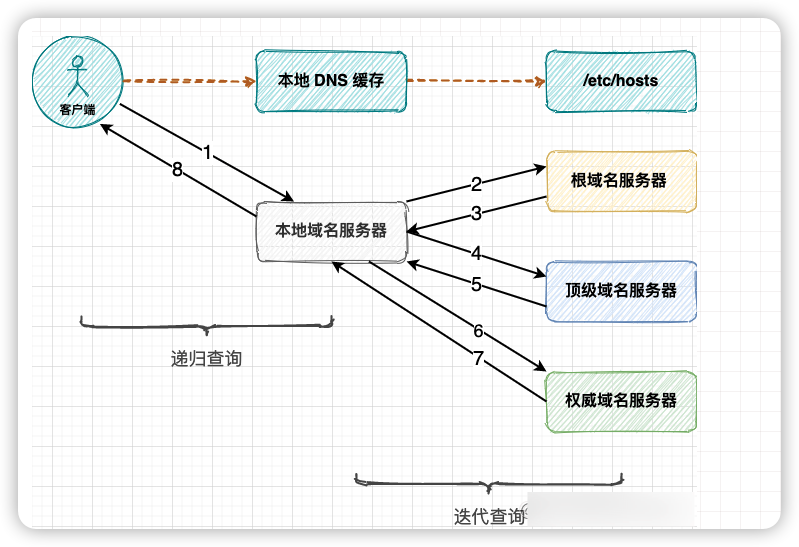 客户端
本地 DNS 缓存
/etc/hosts
1
8
2
3
4
5
6
7
本地域名服务器
根域名服务器
顶级域名服务器
权威域名服务器
递归查询
迭代查询